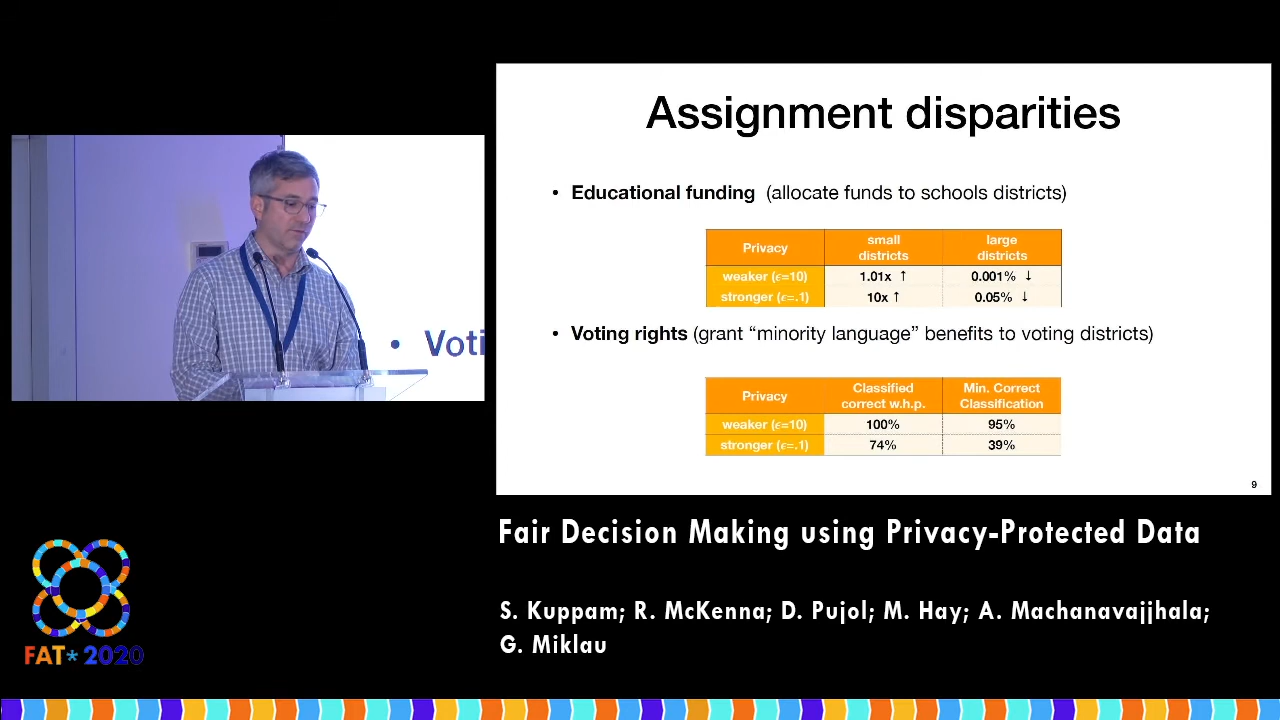 Assignment disparities
• Educational funding (allocate funds to schools districts)
Privacy small districts large districts
weaker (ϵ=10) 1.01x ↑ 0.001% ↓
stronger (ϵ=.1) 10x ↑ 0.05% ↓
• Voting rights (grant “minority language” benefits to voting districts)
Privacy Classified correct w.h.p. Min. Correct Classification
weaker (ϵ=10) 100% 95%
stronger (ϵ=.1) 74% 39%
9
• Voti
Fair Decision Making using Privacy-Protected Data
S. Kuppam; R. McKenna; D. Pujol; M. Hay; A. Machanavajjhala;
G. Miklau
FAT* 2020